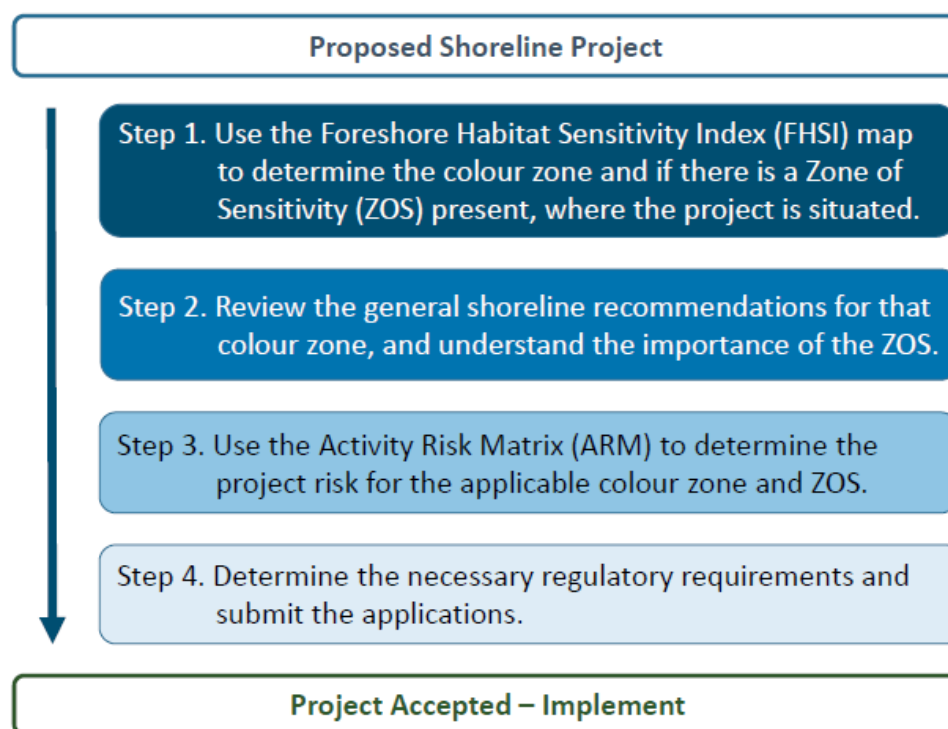 Proposed Shoreline Project
Step 1. Use the Foreshore Habitat Sensitivity Index (FHSI) map
to determine the colour zone and if there is a Zone of
Sensitivity (ZOS) present, where the project is situated.
Step 2. Review the general shoreline recommendations for that
colour zone, and understand the importance of the ZOS.
Step 3. Use the Activity Risk Matrix (ARM) to determine the
project risk for the applicable colour zone and ZOS.
Step 4. Determine the necessary regulatory requirements and
submit the applications.
Project Accepted – Implement